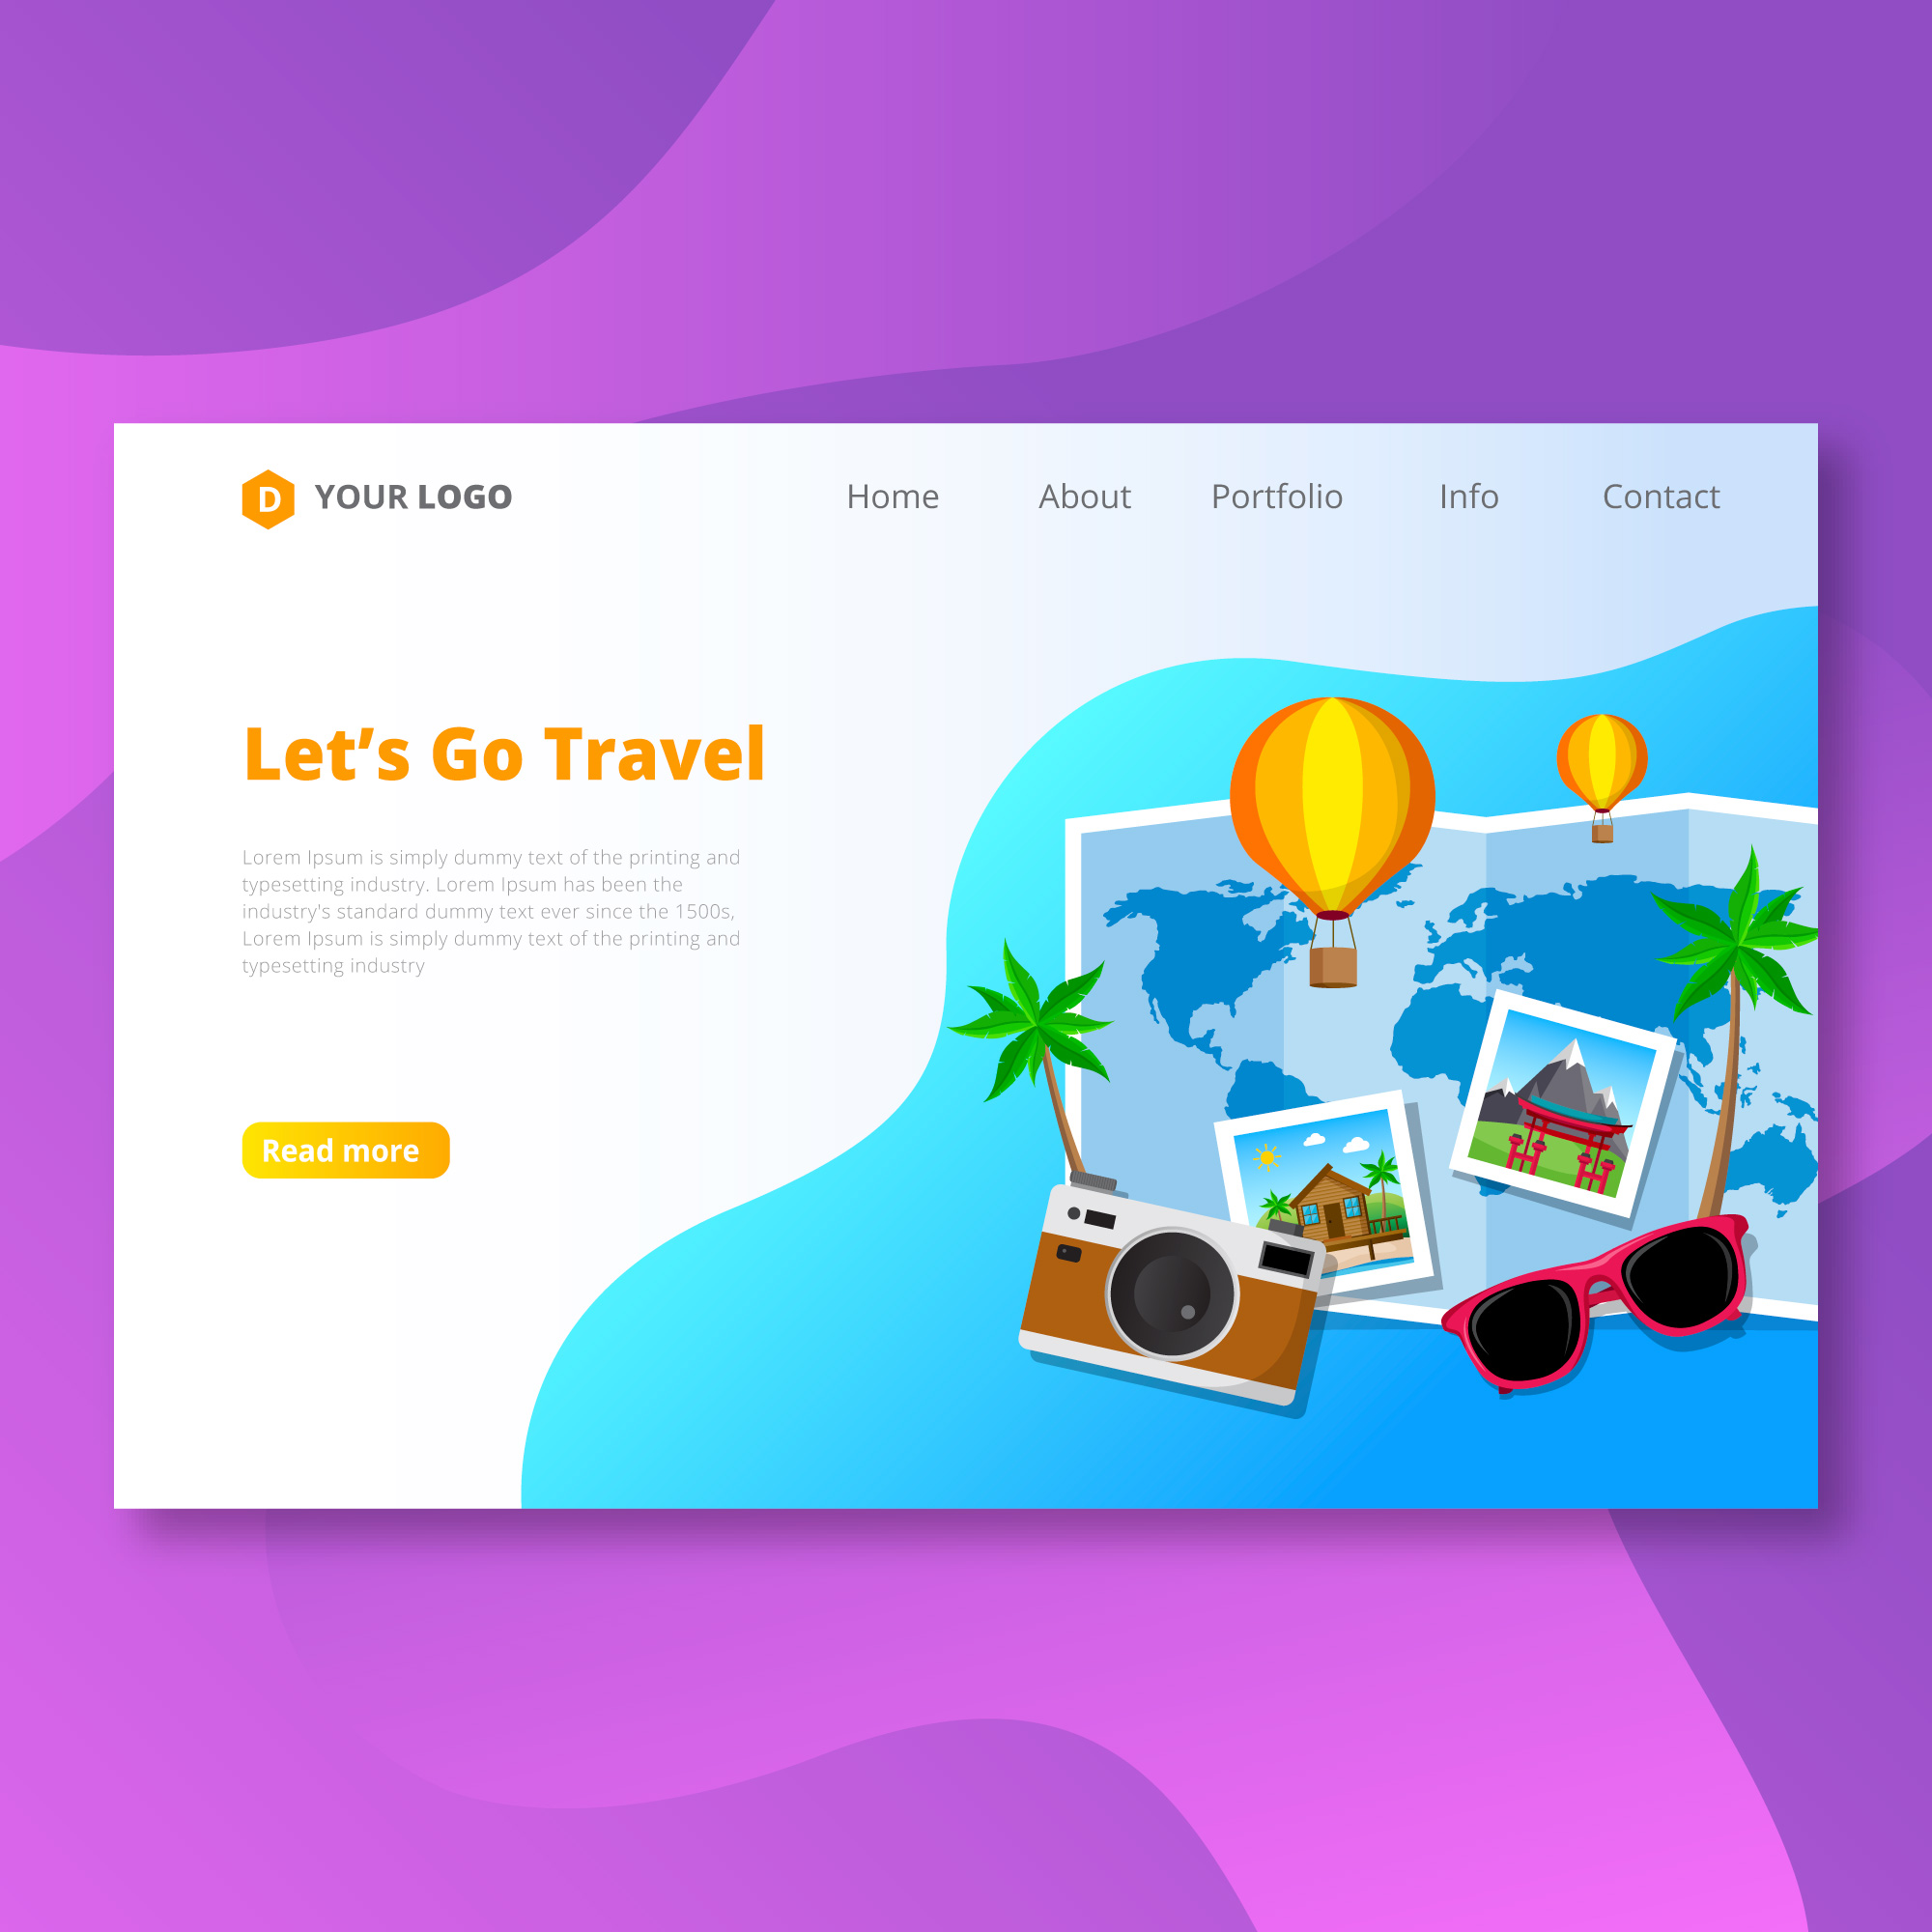 D YOUR LOGO Home About Portfolio Info Contact
Let’s Go Travel
Lorem Ipsum is simply dummy text of the printing and
typesetting industry. Lorem Ipsum has been the
industry's standard dummy text ever since the 1500s,
Lorem Ipsum is simply dummy text of the printing and
typesetting industry
Read more